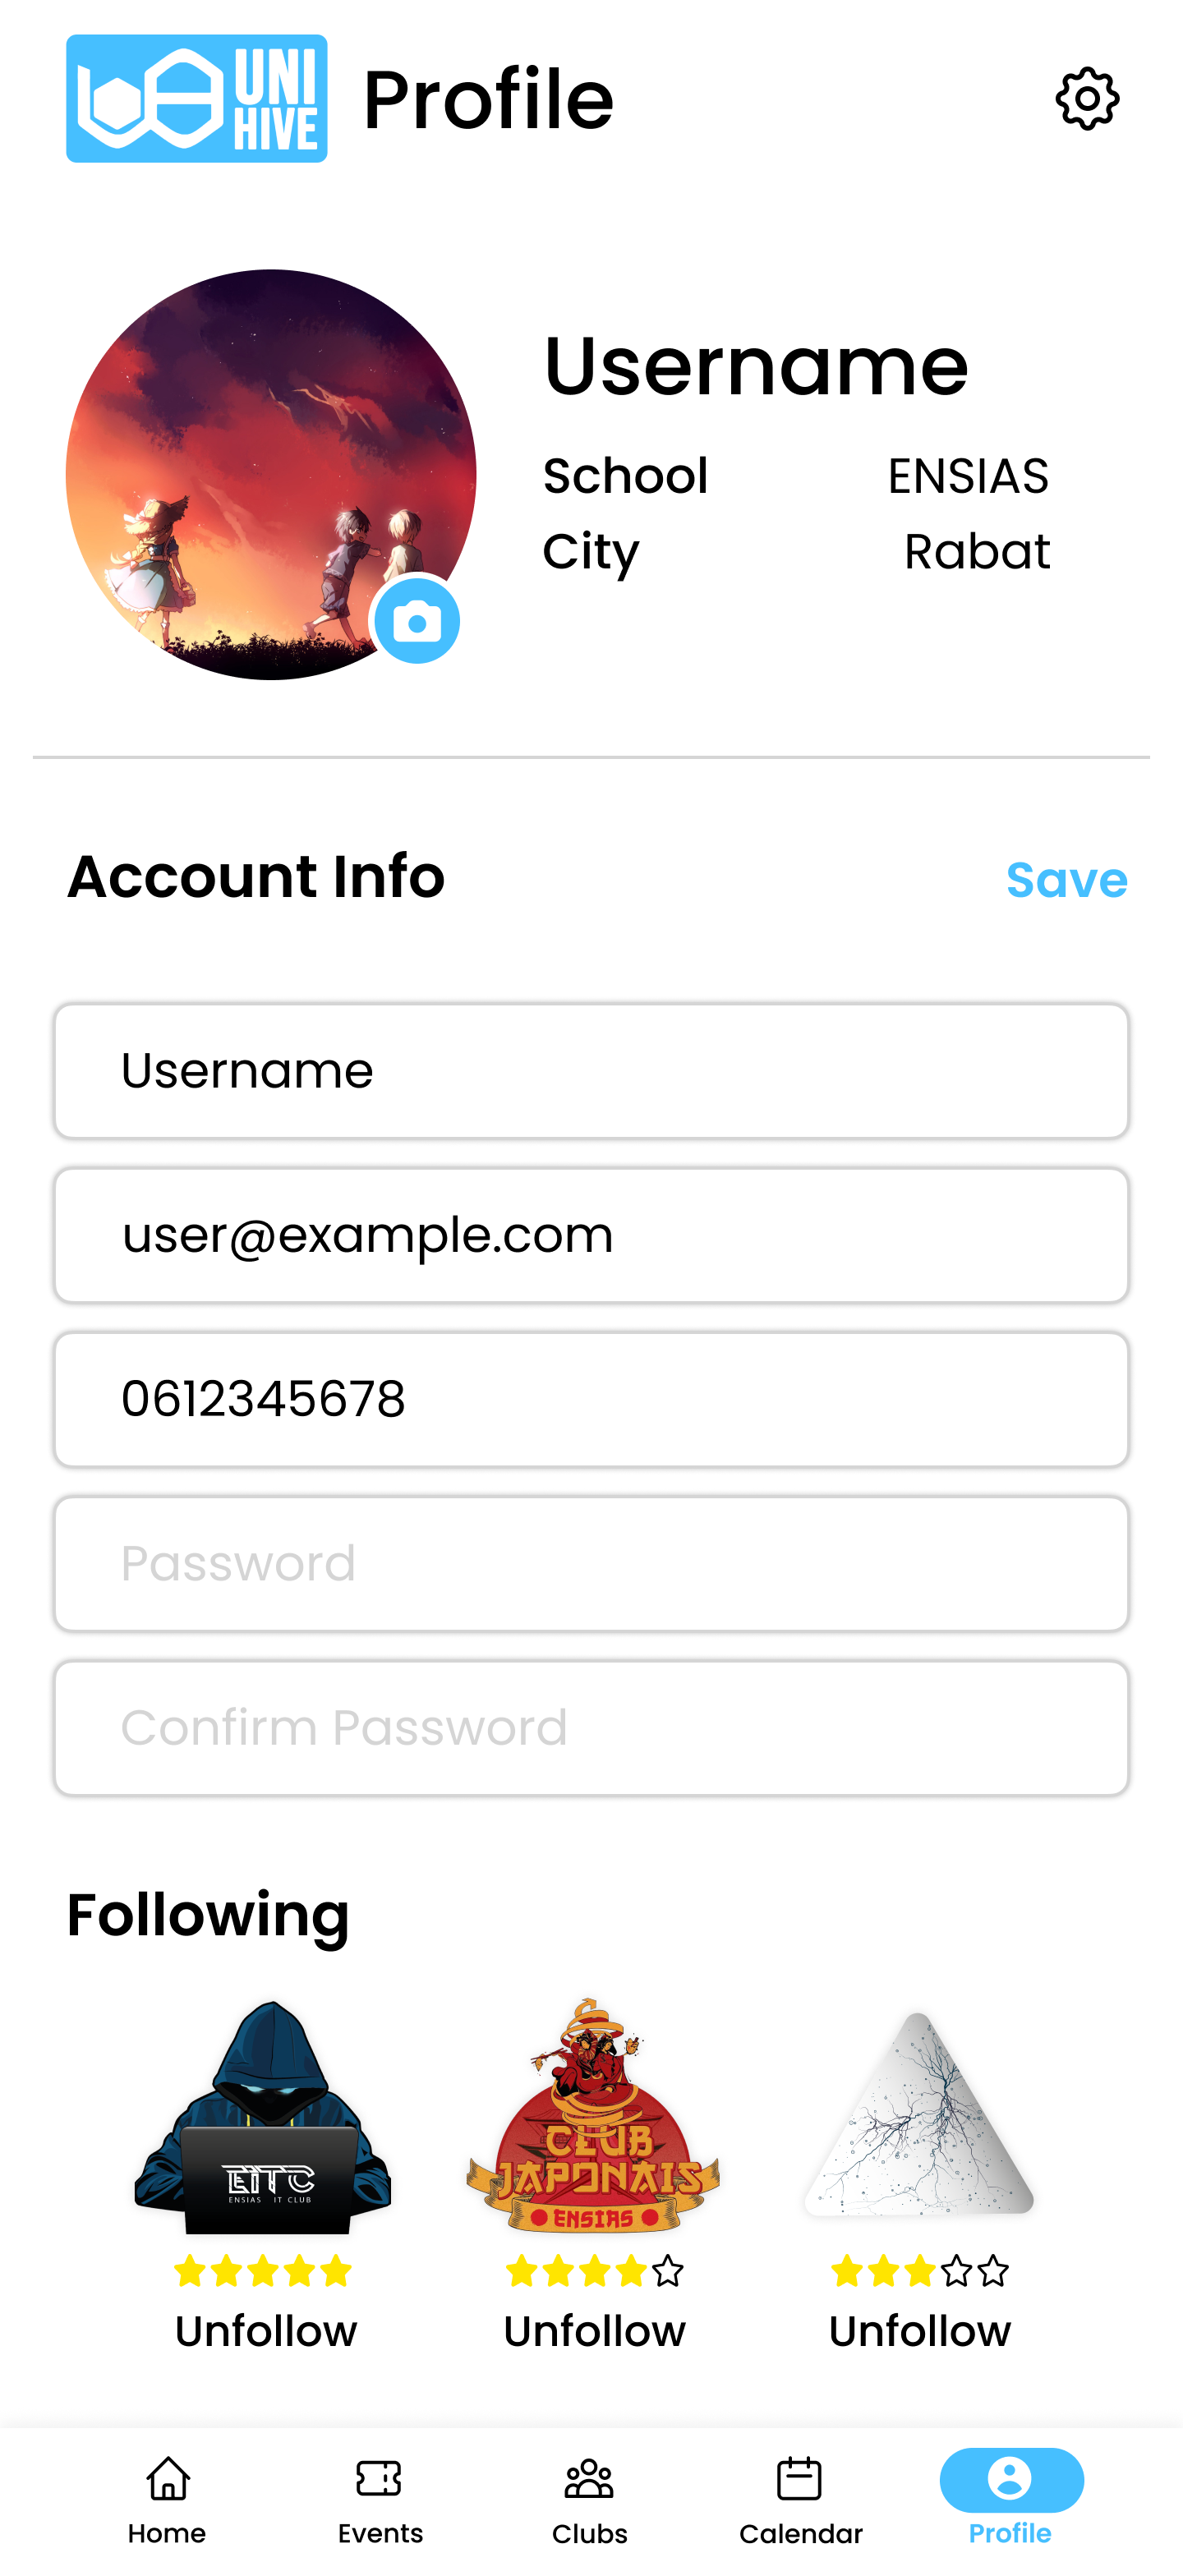 UNI
HIVE
Profile
Username
School ENSIAS
City Rabat
Account Info Save
Username
user@example.com
0612345678
Password
Confirm Password
Following
EITC
ENSIAS IT CLUB
CLUB
JAPONAIS
ENSIAS
Unfollow Unfollow Unfollow
Home Events Clubs Calendar Profile